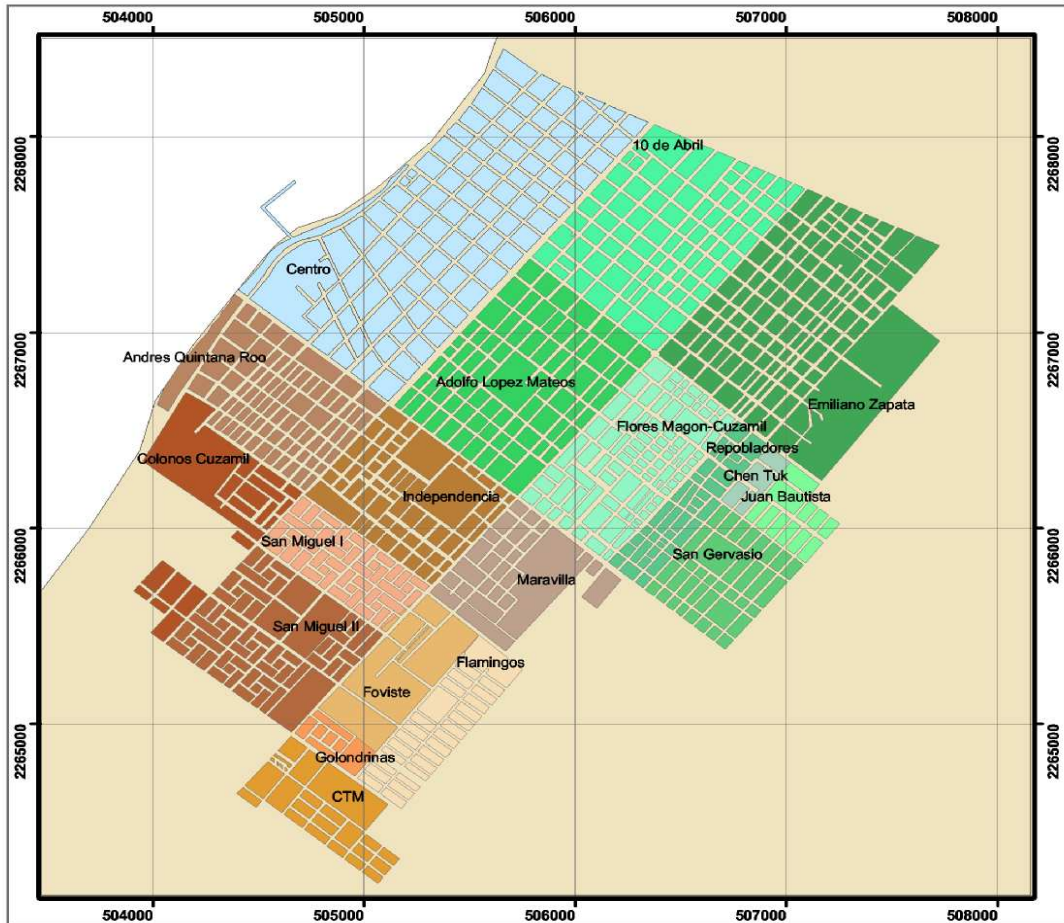 504000 505000 506000 507000 508000
2268000 2268000
10 de Abril
Centro
2267000 2267000
Andres Quintana Roo
Adolfo Lopez Mateos
Emiliano Zapata
Flores Magon-Cuzamil
Repobladores
Colonos Cuzamil
Chen Tuk
Independencia
Juan Bautista
2266000 2266000
San Miguel I
San Gervasio
Maravilla
San Miguel II
Flamingos
Foviste
2265000 2265000
Golondrinas
CTM
504000 505000 506000 507000 508000